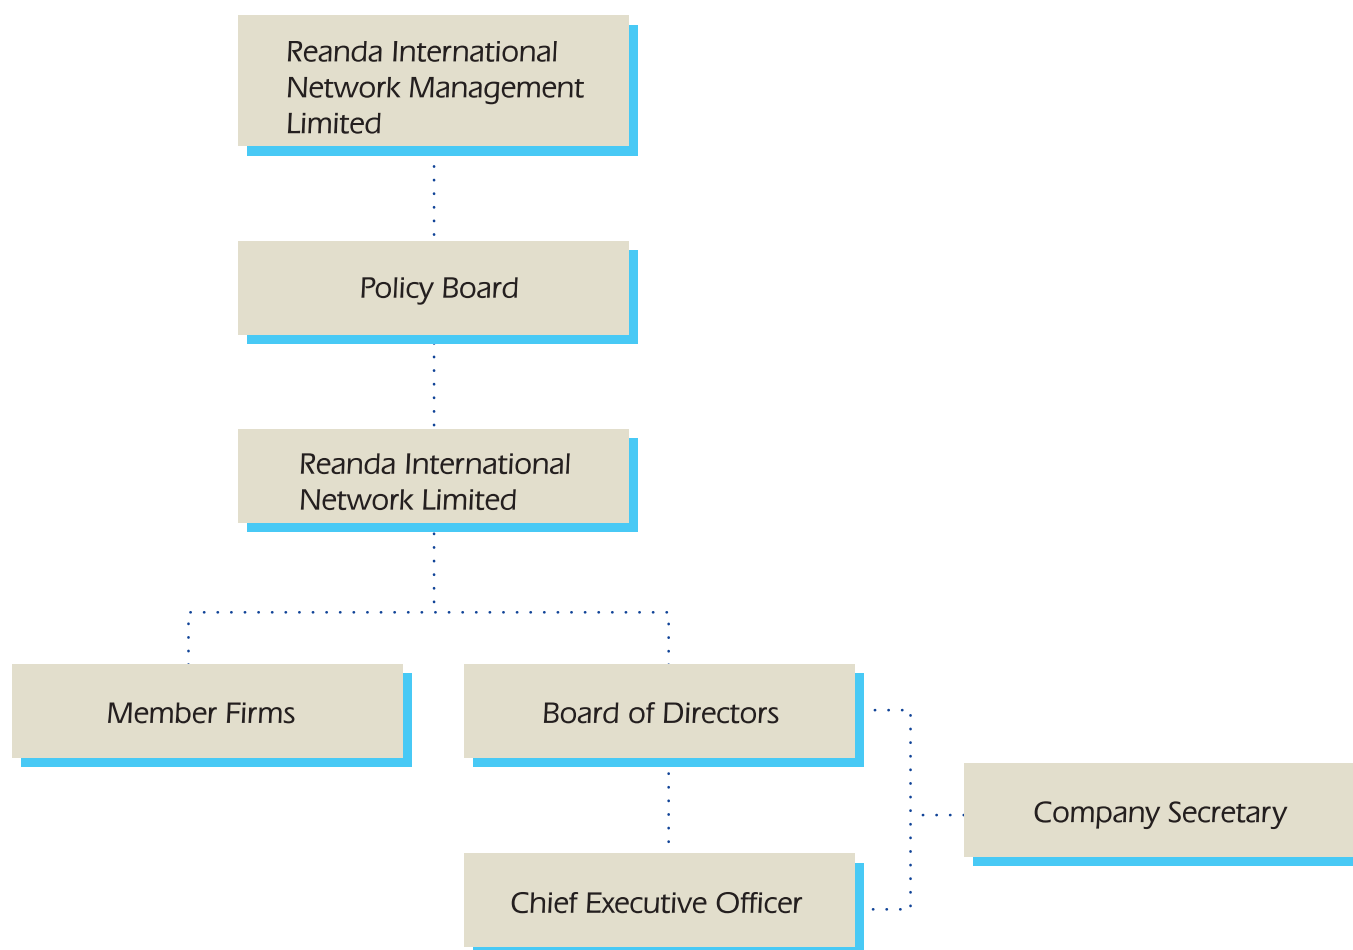 Reanda International
Network Management
Limited
Policy Board
Reanda International
Network Limited
Member Firms
Board of Directors
Company Secretary
Chief Executive Officer